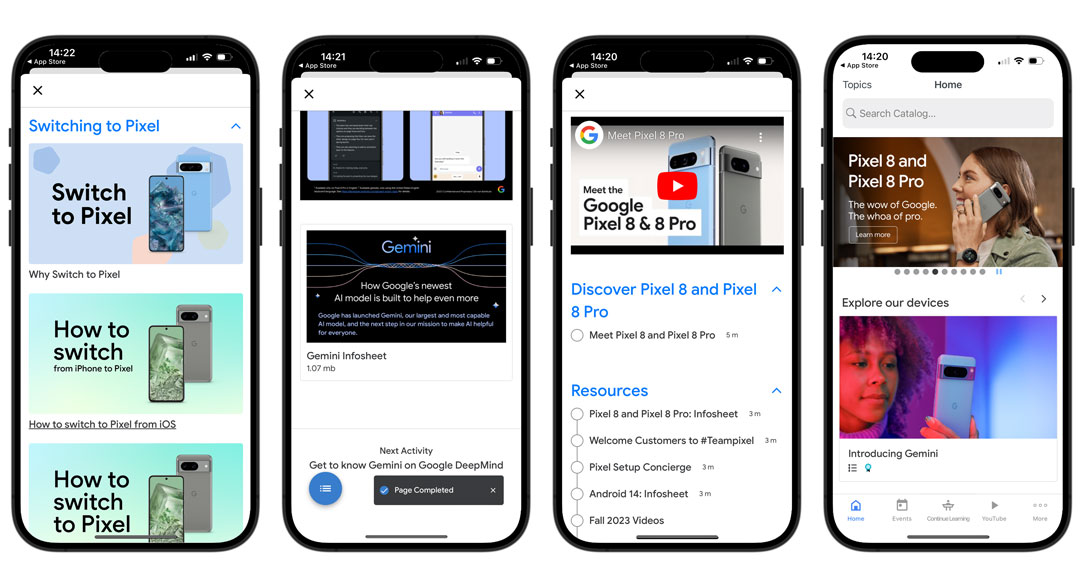 14:22
App Store
Switching to Pixel
Switch
to Pixel
Why Switch to Pixel
How to
switch
from iPhone to Pixel
How to switch to Pixel from iOS
How to
switch
to Pixel
14:21
App Store
Gemini
How Google's newest
AI model is built to help even more
Google has launched Gemini, our largest and most capable
AI model, and the next step in our mission to make AI helpful
for everyone..
Gemini Infosheet
1.07 mb
Next Activity
Get to know Gemini on Google DeepMind
Page Completed
14:20
App Store
Meet Pixel 8 Pro
Meet the
Google
Pixel 8 & 8 Pro
Discover Pixel 8 and Pixel
8 Pro
Meet Pixel 8 and Pixel 8 Pro 5 m
Resources
Pixel 8 and Pixel 8 Pro: Infosheet 3 m
Welcome Customers to #Teampixel 3 m
Pixel Setup Concierge 3 m
Android 14: Infosheet 3 m
Fall 2023 Videos
14:20
App Store
Topics Home
Search Catalog...
Pixel 8 and
Pixel 8 Pro
The wow of Google.
The whoa of pro.
Learn more
Explore our devices
Introducing Gemini
Home Events Continue Learning YouTube More